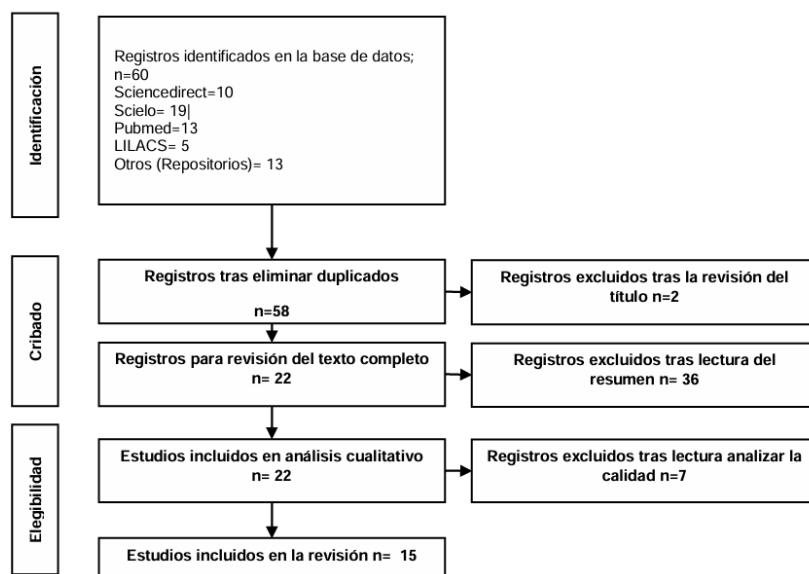 Identificación
Registros identificados en la base de datos;
n=60
Sciencedirect=10
Scielo= 19|
Pubmed=13
LILACS= 5
Otros (Repositorios)= 13
Cribado
Registros tras eliminar duplicados
n=58
Registros excluidos tras la revisión del
título n=2
Registros para revisión del texto completo
n= 22
Registros excluidos tras lectura del
resumen n= 36
Elegibilidad
Estudios incluidos en análisis cualitativo
n= 22
Registros excluidos tras lectura analizar la
calidad n=7
Estudios incluidos en la revisión n= 15